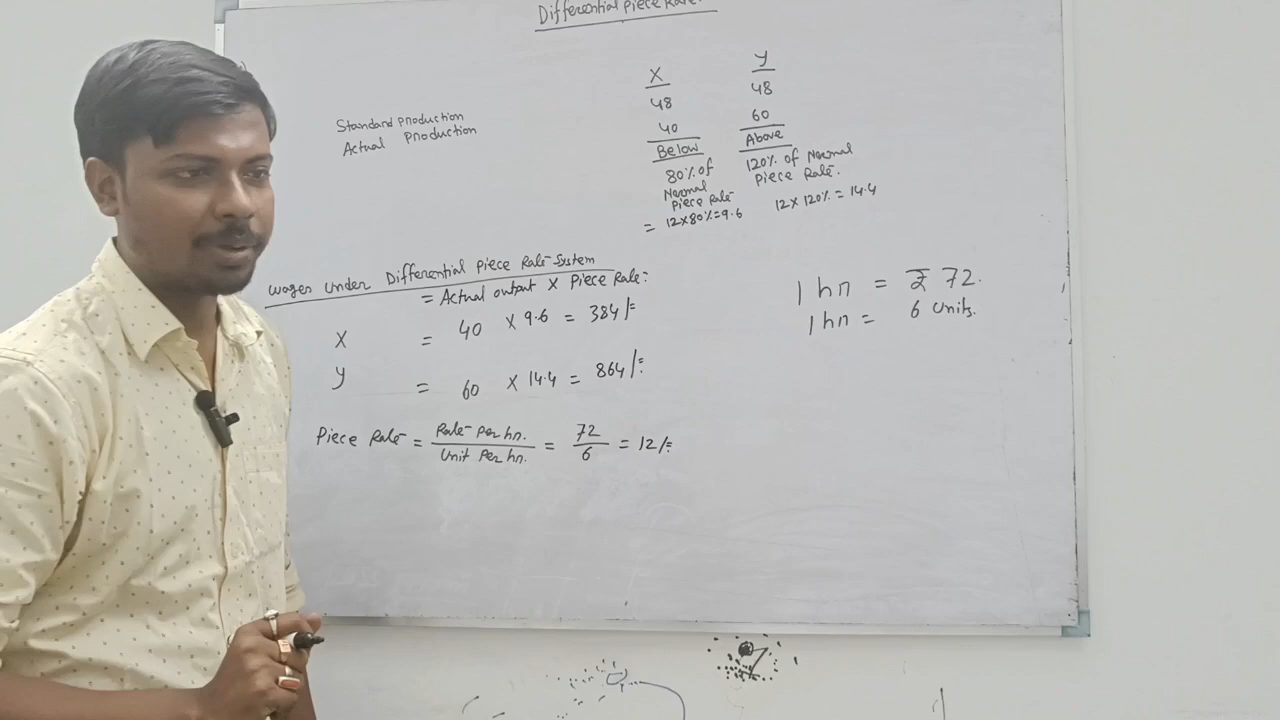 Differential Piece Rate.
X Y
Standard Production 48 48
Actual Production 40 60
Below Above
80% of Normal Piece Rate 120% of Normal Piece Rate.
= 12x80%=9.6 12 x 120% = 14.4
Wages under Differential Piece Rate System
= Actual output X Piece Rate:
X = 40 x 9.6 = 384/=
Y = 60 x 14.4 = 864/=
1 hr = ₹ 72.
1 hr = 6 Units.
Piece Rate = Rate per hr. / Unit per hr. = 72 / 6 = 12/=